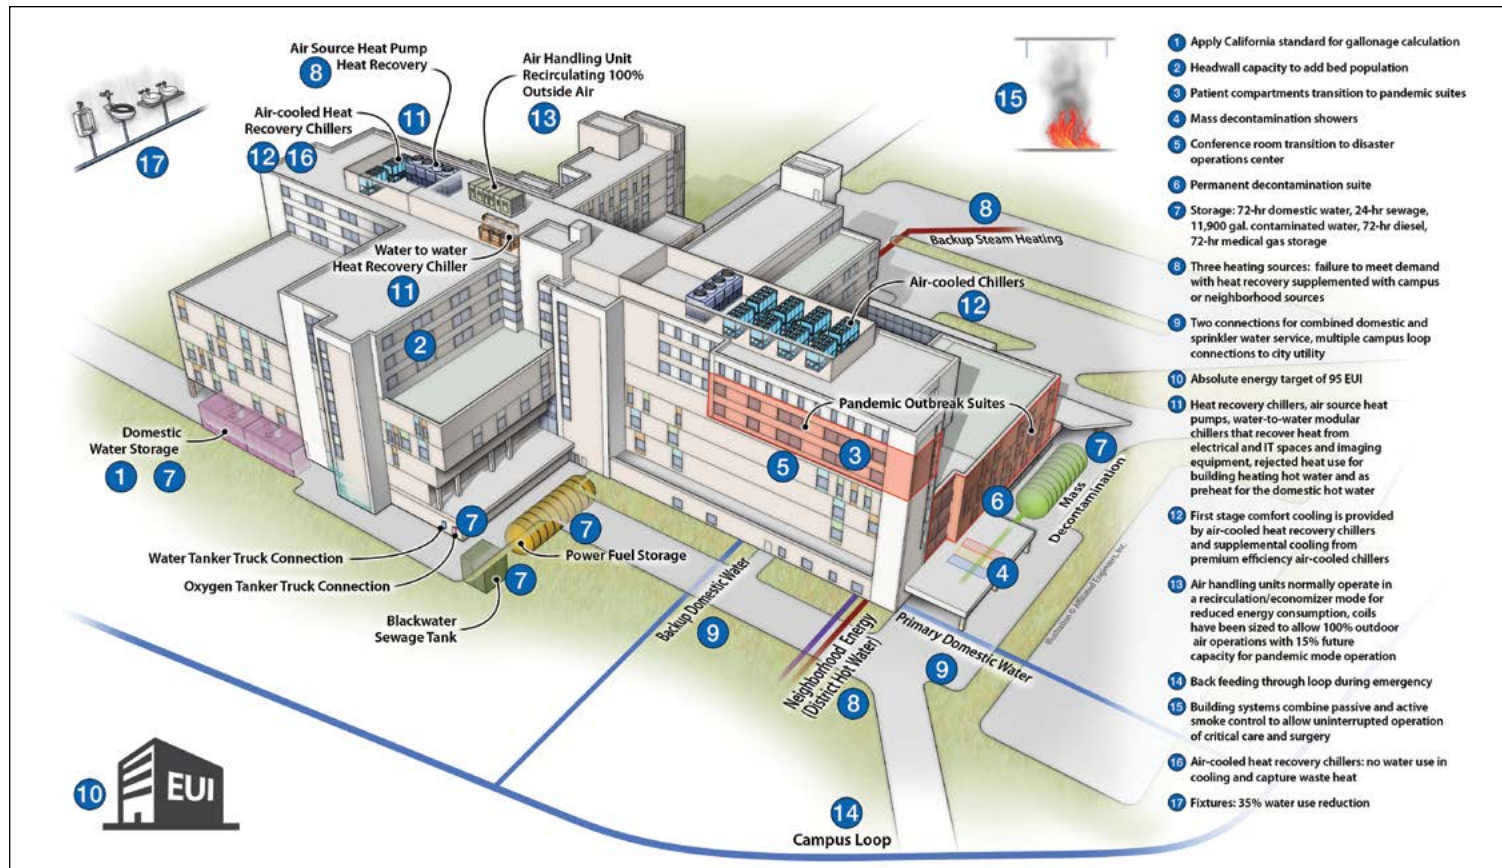 Air Source Heat Pump
Heat Recovery
8
Air Handling Unit
Recirculating 100%
Outside Air
13
Air-cooled Heat
Recovery Chillers
12 16
11
17
15
8
Backup Steam Heating
Water to water
Heat Recovery Chiller
11
Air-cooled Chillers
12
2
Pandemic Outbreak Suites
3
5
Domestic
Water Storage
1 7
7
Mass
Decontamination
6
4
7
Water Tanker Truck Connection
Oxygen Tanker Truck Connection
7
Power Fuel Storage
7
Blackwater
Sewage Tank
Backup Domestic Water
9
Neighborhood Energy
(District Hot Water)
8
Primary Domestic Water
9
Illustration © Affiliated Engineers, Inc.
10
EUI
14
Campus Loop
1 Apply California standard for gallonage calculation
2 Headwall capacity to add bed population
3 Patient compartments transition to pandemic suites
4 Mass decontamination showers
5 Conference room transition to disaster
operations center
6 Permanent decontamination suite
7 Storage: 72-hr domestic water, 24-hr sewage,
11,900 gal. contaminated water, 72-hr diesel,
72-hr medical gas storage
8 Three heating sources: failure to meet demand
with heat recovery supplemented with campus
or neighborhood sources
9 Two connections for combined domestic and
sprinkler water service, multiple campus loop
connections to city utility
10 Absolute energy target of 95 EUI
11 Heat recovery chillers, air source heat
pumps, water-to-water modular
chillers that recover heat from
electrical and IT spaces and imaging
equipment, rejected heat use for
building heating hot water and as
preheat for the domestic hot water
12 First stage comfort cooling is provided
by air-cooled heat recovery chillers
and supplemental cooling from
premium efficiency air-cooled chillers
13 Air handling units normally operate in
a recirculation/economizer mode for
reduced energy consumption, coils
have been sized to allow 100% outdoor
air operations with 15% future
capacity for pandemic mode operation
14 Back feeding through loop during emergency
15 Building systems combine passive and active
smoke control to allow uninterrupted operation
of critical care and surgery
16 Air-cooled heat recovery chillers: no water use in
cooling and capture waste heat
17 Fixtures: 35% water use reduction